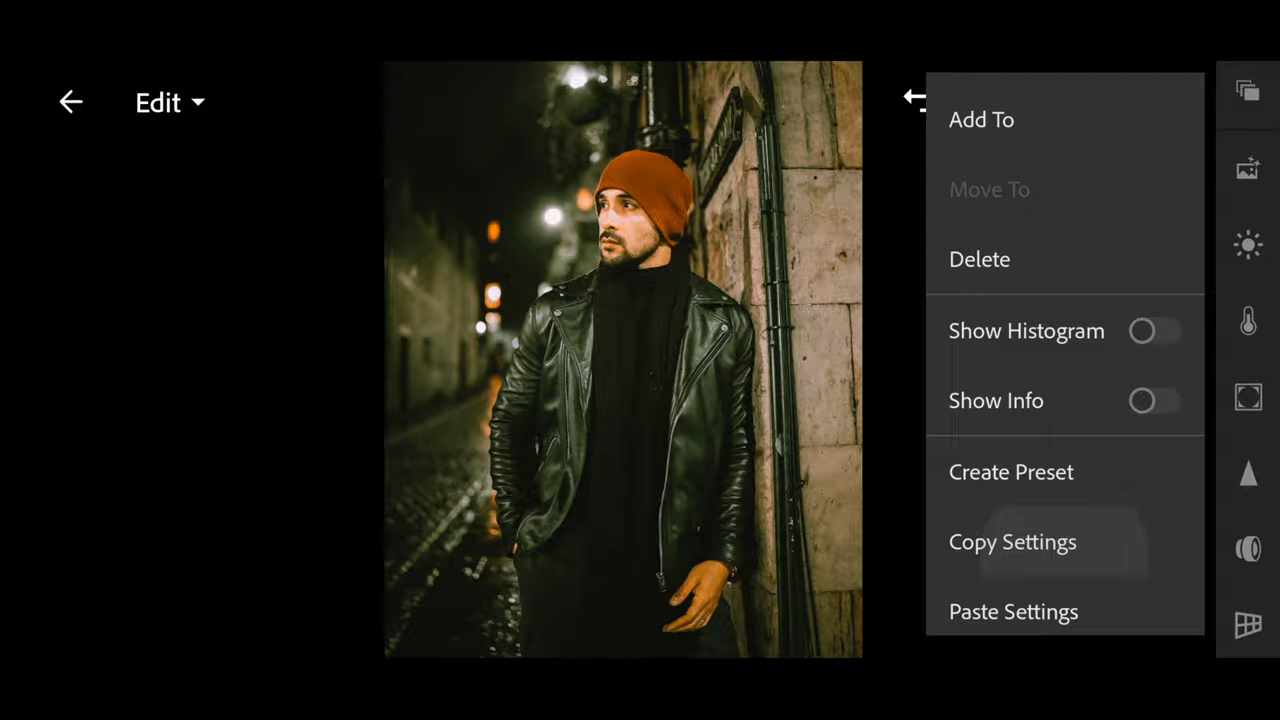 Edit
Add To
Move To
Delete
Show Histogram
Show Info
Create Preset
Copy Settings
Paste Settings